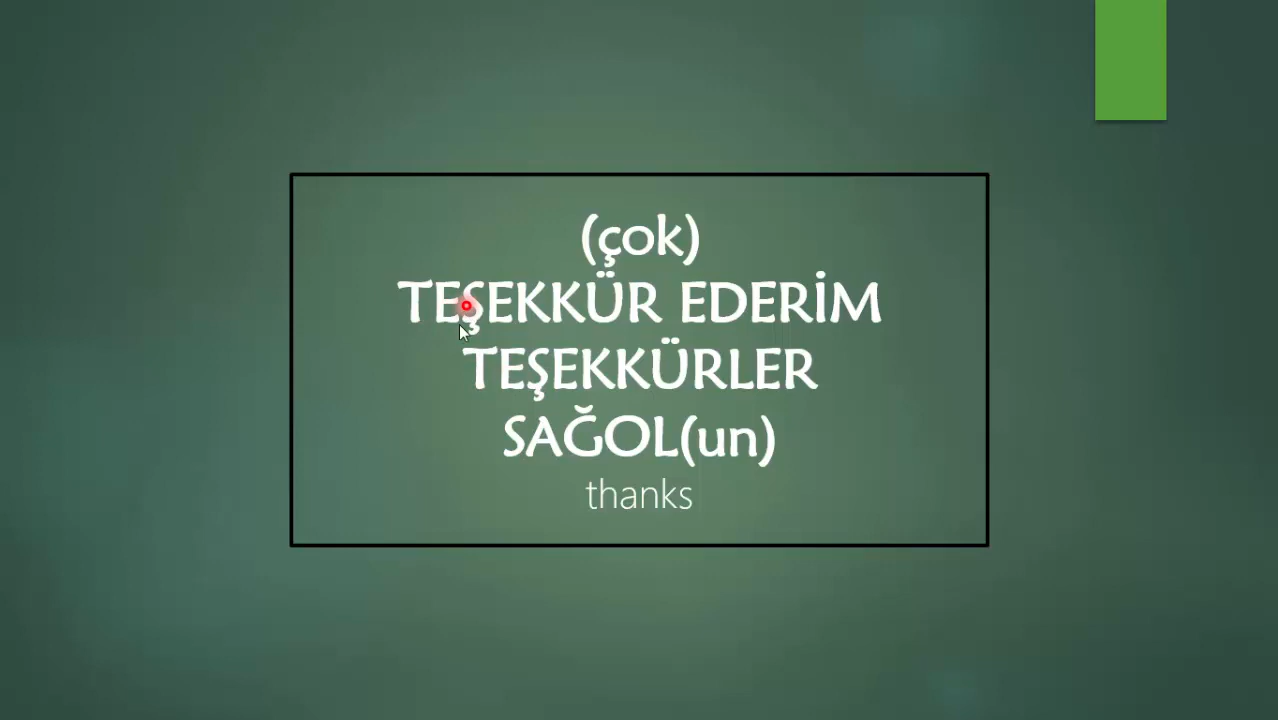 (çok)
TEŞEKKÜR EDERİM
TEŞEKKÜRLER
SAĞOL(un)
thanks